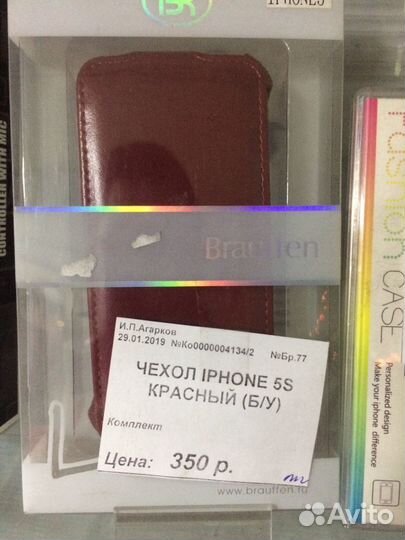 IPHONE5
Brauffen
И.П.Агарков
29.01.2019 №Ко0000004134/2 №Бр.77
ЧЕХОЛ IPHONE 5S
КРАСНЫЙ (Б/У)
Комплект
Цена: 350 р.
www.brauffen.ru
CONTROLLER WITH MIC
Fashion CASE
Personalized design
Make your iphone difference
Avito